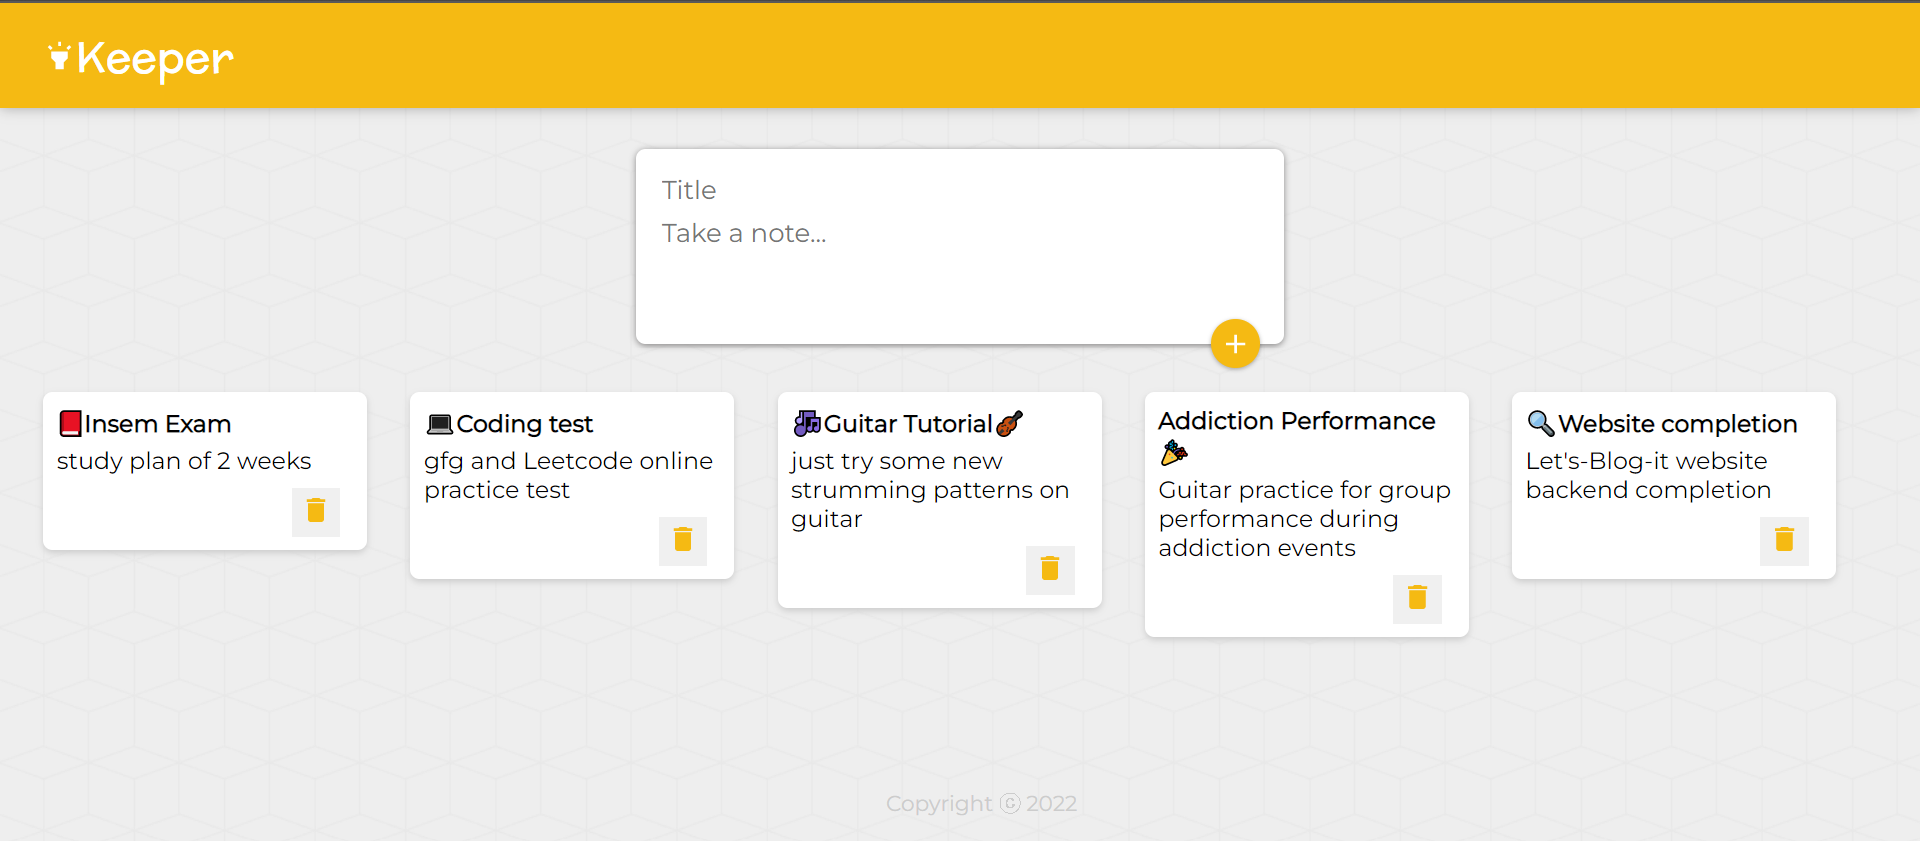 Keeper
Title
Take a note...
📕Insem Exam
study plan of 2 weeks
💻Coding test
gfg and Leetcode online
practice test
🎶Guitar Tutorial🎻
just try some new
strumming patterns on
guitar
Addiction Performance
🎉
Guitar practice for group
performance during
addiction events
🔍Website completion
Let's-Blog-it website
backend completion
Copyright ⓒ 2022